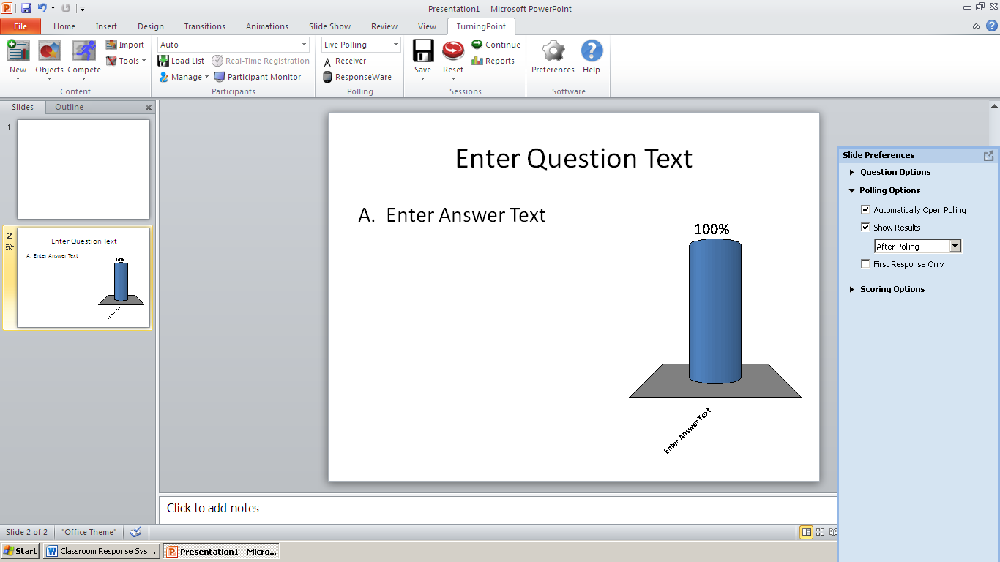 Presentation1 - Microsoft PowerPoint
File Home Insert Design Transitions Animations Slide Show Review View TurningPoint
New
Objects
Compete
Import
Tools
Content
Auto
Load List
Real-Time Registration
Manage
Participant Monitor
Participants
Live Polling
Receiver
ResponseWare
Polling
Save
Reset
Continue
Reports
Sessions
Preferences
Help
Software
Slides
Outline
1
2
Enter Question Text
A. Enter Answer Text
100%
Enter Question Text
A. Enter Answer Text
100%
Enter Answer Text
Slide Preferences
Question Options
Polling Options
Automatically Open Polling
Show Results
After Polling
First Response Only
Scoring Options
Click to add notes
Slide 2 of 2
"Office Theme"
Start
Classroom Response Sys...
Presentation1 - Micro...